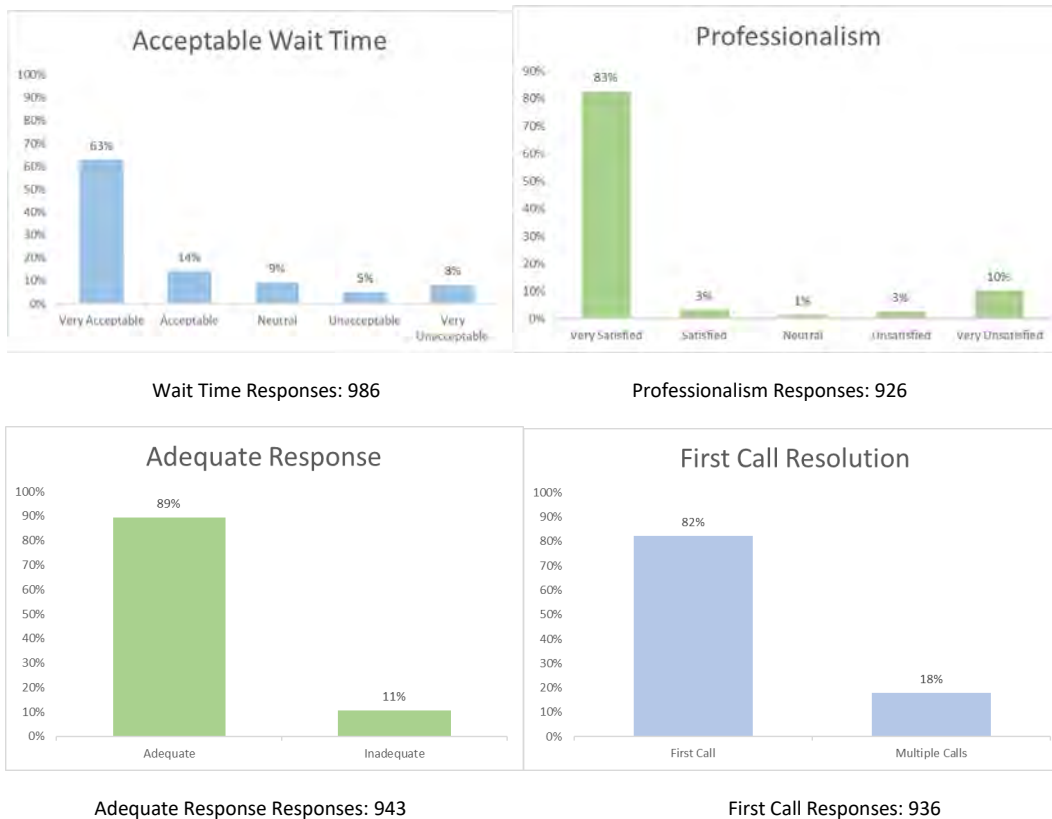 Acceptable Wait Time
100%
90%
80%
70%
60%
50%
40%
30%
20%
10%
0%
63%
14%
9%
5%
8%
Very Acceptable
Acceptable
Neutral
Unacceptable
Very
Unacceptable
Professionalism
90%
80%
70%
60%
50%
40%
30%
20%
10%
0%
83%
3%
1%
3%
10%
Very Satisfied
Satisfied
Neutral
Unsatisfied
Very Unsatisfied
Wait Time Responses: 986
Professionalism Responses: 926
Adequate Response
100%
90%
80%
70%
60%
50%
40%
30%
20%
10%
0%
89%
11%
Adequate
Inadequate
First Call Resolution
100%
90%
80%
70%
60%
50%
40%
30%
20%
10%
0%
82%
18%
First Call
Multiple Calls
Adequate Response Responses: 943
First Call Responses: 936